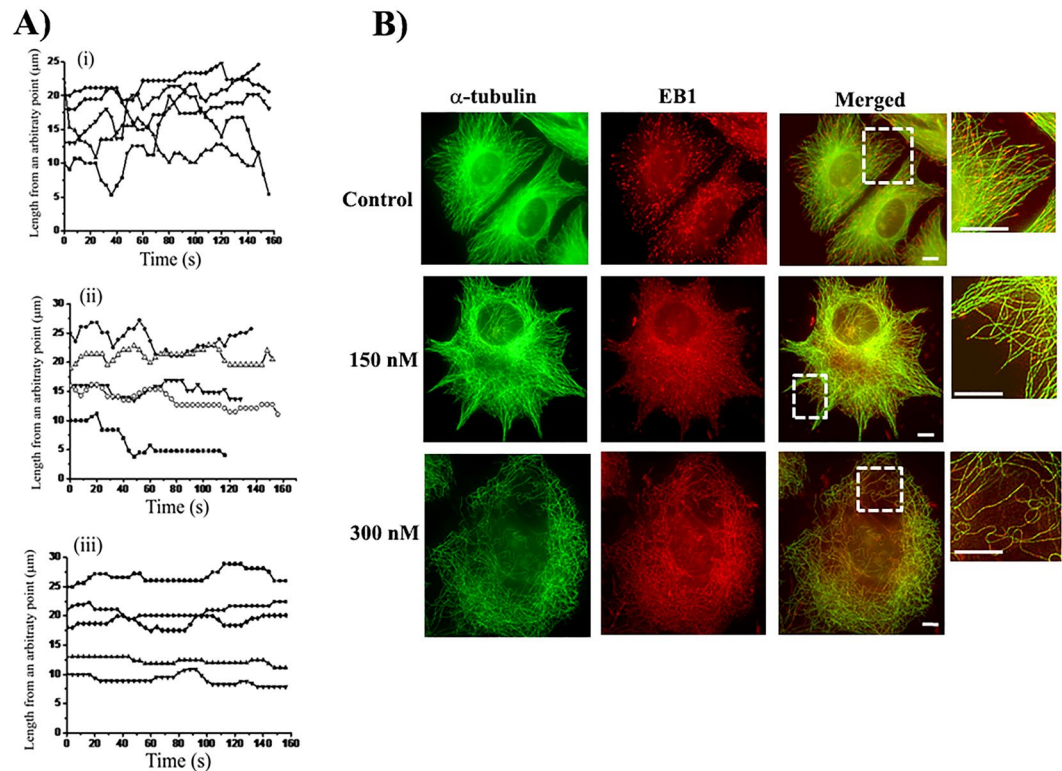 A)
B)
(i)
Length from an arbitraty point (µm)
25
20
15
10
5
0
0 20 40 60 80 100 120 140 160
Time (s)
(ii)
Length from an arbitraty point (µm)
30
25
20
15
10
5
0
0 20 40 60 80 100 120 140 160
Time (s)
(iii)
Length from an arbitraty point (µm)
30
25
20
15
10
5
0
0 20 40 60 80 100 120 140 160
Time (s)
α-tubulin EB1 Merged
Control
150 nM
300 nM